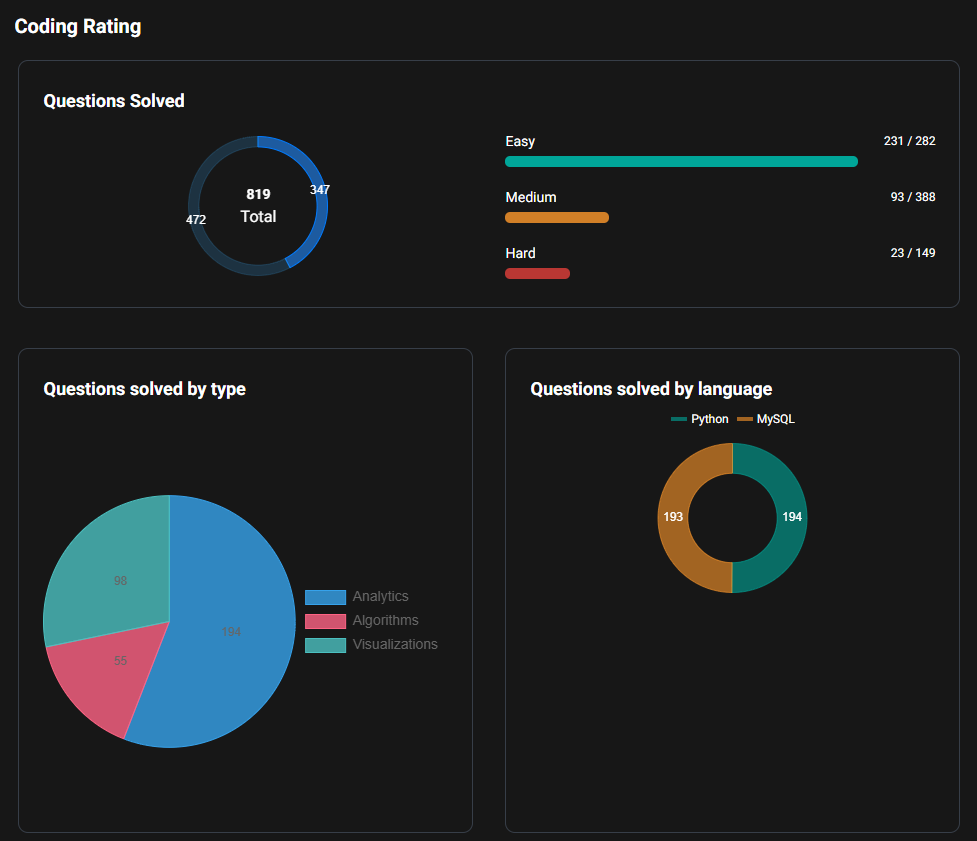 Coding Rating
Questions Solved
819
Total
347
472
Easy 231 / 282
Medium 93 / 388
Hard 23 / 149
Questions solved by type
98
194
55
Analytics
Algorithms
Visualizations
Questions solved by language
Python MySQL
193 194